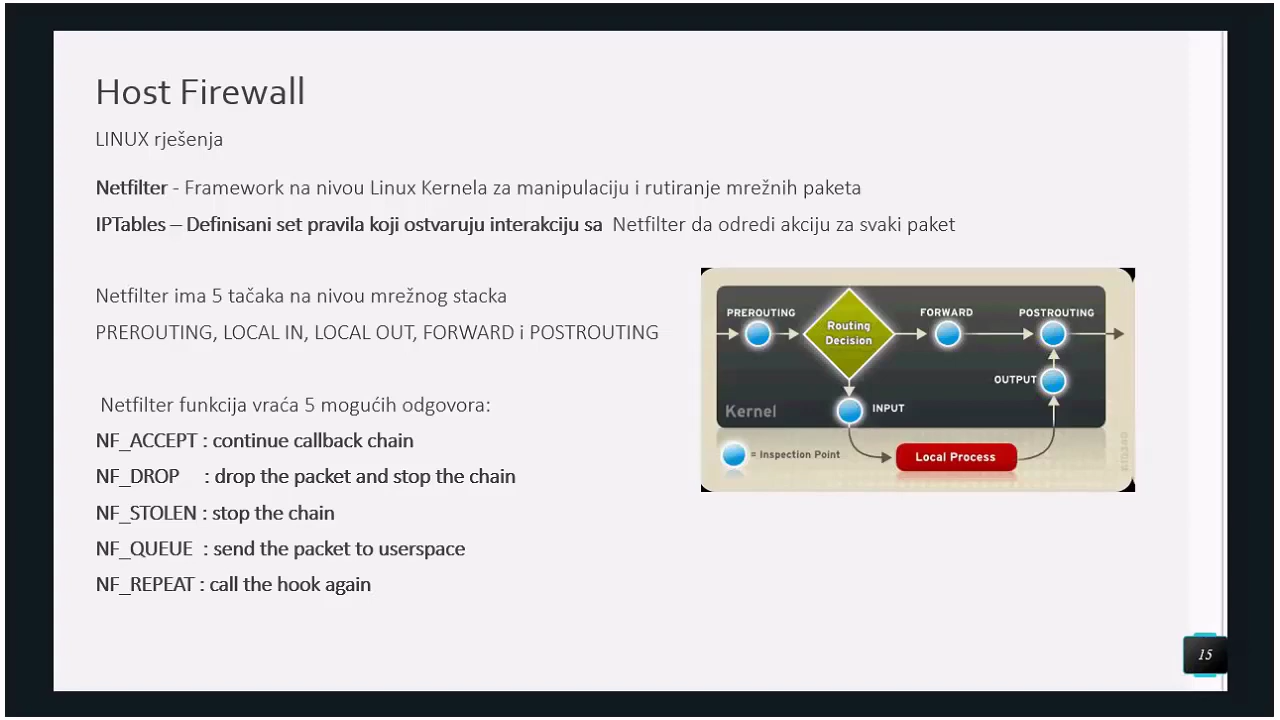 Host Firewall
LINUX rješenja
Netfilter - Framework na nivou Linux Kernela za manipulaciju i rutiranje mrežnih paketa
IPTables – Definisani set pravila koji ostvaruju interakciju sa Netfilter da odredi akciju za svaki paket
Netfilter ima 5 tačaka na nivou mrežnog stacka
PREROUTING, LOCAL IN, LOCAL OUT, FORWARD i POSTROUTING
Netfilter funkcija vraća 5 mogućih odgovora:
NF_ACCEPT : continue callback chain
NF_DROP : drop the packet and stop the chain
NF_STOLEN : stop the chain
NF_QUEUE : send the packet to userspace
NF_REPEAT : call the hook again
PREROUTING
Routing
Decision
FORWARD
POSTROUTING
OUTPUT
Kernel
INPUT
= Inspection Point
Local Process
15